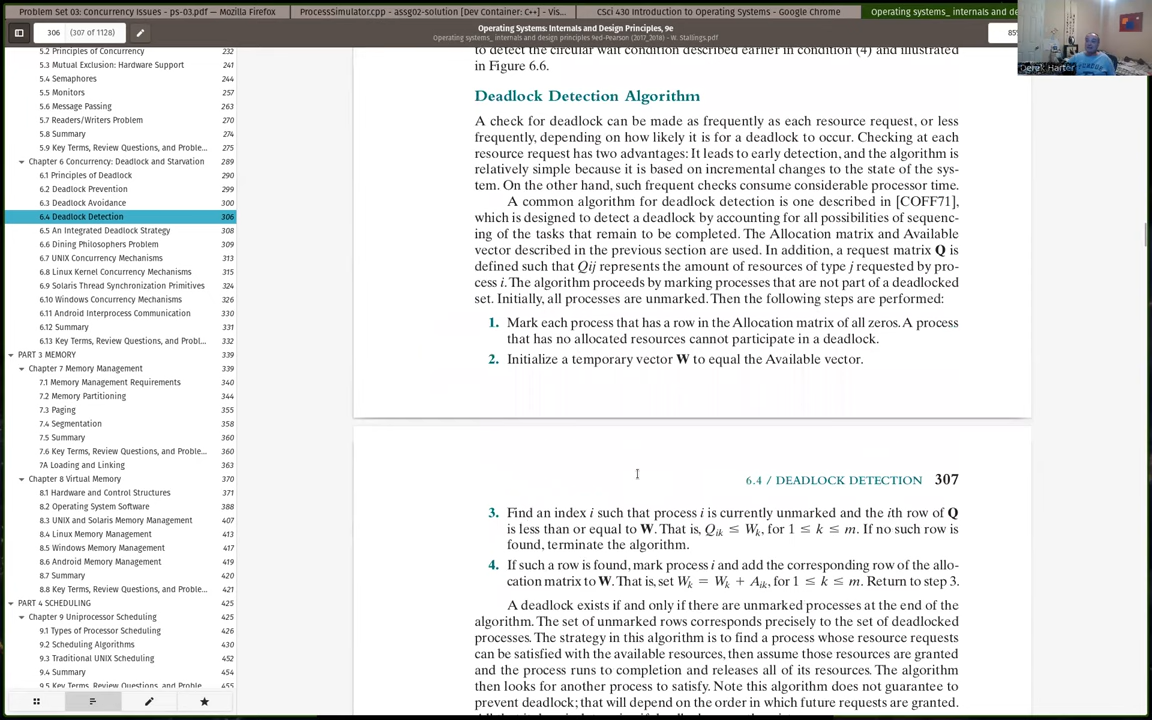 Problem Set 03: Concurrency Issues - ps-03.pdf — Mozilla Firefox
ProcessSimulator.cpp - assg02-solution [Dev Container: C++] - Vis...
CSci 430 Introduction to Operating Systems - Google Chrome
Operating systems_ internals and de
306
(307 of 1128)
Operating Systems: Internals and Design Principles, 9e
Operating systems_ internals and design principles 9ed-Pearson (2017_2018) - W. Stallings.pdf
Derek Harter
5.2 Principles of Concurrency 232
5.3 Mutual Exclusion: Hardware Support 241
5.4 Semaphores 244
5.5 Monitors 257
5.6 Message Passing 263
5.7 Readers/Writers Problem 270
5.8 Summary 274
5.9 Key Terms, Review Questions, and Proble... 275
Chapter 6 Concurrency: Deadlock and Starvation 289
6.1 Principles of Deadlock 290
6.2 Deadlock Prevention 299
6.3 Deadlock Avoidance 300
6.4 Deadlock Detection 306
6.5 An Integrated Deadlock Strategy 308
6.6 Dining Philosophers Problem 309
6.7 UNIX Concurrency Mechanisms 313
6.8 Linux Kernel Concurrency Mechanisms 315
6.9 Solaris Thread Synchronization Primitives 324
6.10 Windows Concurrency Mechanisms 326
6.11 Android Interprocess Communication 330
6.12 Summary 331
6.13 Key Terms, Review Questions, and Probl... 332
PART 3 MEMORY 339
Chapter 7 Memory Management 339
7.1 Memory Management Requirements 340
7.2 Memory Partitioning 344
7.3 Paging 355
7.4 Segmentation 358
7.5 Summary 360
7.6 Key Terms, Review Questions, and Proble... 360
7A Loading and Linking 363
Chapter 8 Virtual Memory 370
8.1 Hardware and Control Structures 371
8.2 Operating System Software 388
8.3 UNIX and Solaris Memory Management 407
8.4 Linux Memory Management 413
8.5 Windows Memory Management 417
8.6 Android Memory Management 419
8.7 Summary 420
8.8 Key Terms, Review Questions, and Proble... 421
PART 4 SCHEDULING 425
Chapter 9 Uniprocessor Scheduling 425
9.1 Types of Processor Scheduling 426
9.2 Scheduling Algorithms 430
9.3 Traditional UNIX Scheduling 452
9.4 Summary 454
9.5 Key Terms, Review Questions, and Proble... 455
to detect the circular wait condition described earlier in condition (4) and illustrated
in Figure 6.6.
Deadlock Detection Algorithm
A check for deadlock can be made as frequently as each resource request, or less
frequently, depending on how likely it is for a deadlock to occur. Checking at each
resource request has two advantages: It leads to early detection, and the algorithm is
relatively simple because it is based on incremental changes to the state of the sys-
tem. On the other hand, such frequent checks consume considerable processor time.
A common algorithm for deadlock detection is one described in [COFF71],
which is designed to detect a deadlock by accounting for all possibilities of sequenc-
ing of the tasks that remain to be completed. The Allocation matrix and Available
vector described in the previous section are used. In addition, a request matrix Q is
defined such that Qij represents the amount of resources of type j requested by pro-
cess i. The algorithm proceeds by marking processes that are not part of a deadlocked
set. Initially, all processes are unmarked. Then the following steps are performed:
1. Mark each process that has a row in the Allocation matrix of all zeros. A process
that has no allocated resources cannot participate in a deadlock.
2. Initialize a temporary vector W to equal the Available vector.
6.4 / DEADLOCK DETECTION 307
3. Find an index i such that process i is currently unmarked and the ith row of Q
is less than or equal to W. That is, Qik ≤ Wk, for 1 ≤ k ≤ m. If no such row is
found, terminate the algorithm.
4. If such a row is found, mark process i and add the corresponding row of the allo-
cation matrix to W. That is, set Wk = Wk + Aik, for 1 ≤ k ≤ m. Return to step 3.
A deadlock exists if and only if there are unmarked processes at the end of the
algorithm. The set of unmarked rows corresponds precisely to the set of deadlocked
processes. The strategy in this algorithm is to find a process whose resource requests
can be satisfied with the available resources, then assume those resources are granted
and the process runs to completion and releases all of its resources. The algorithm
then looks for another process to satisfy. Note this algorithm does not guarantee to
prevent deadlock; that will depend on the order in which future requests are granted.